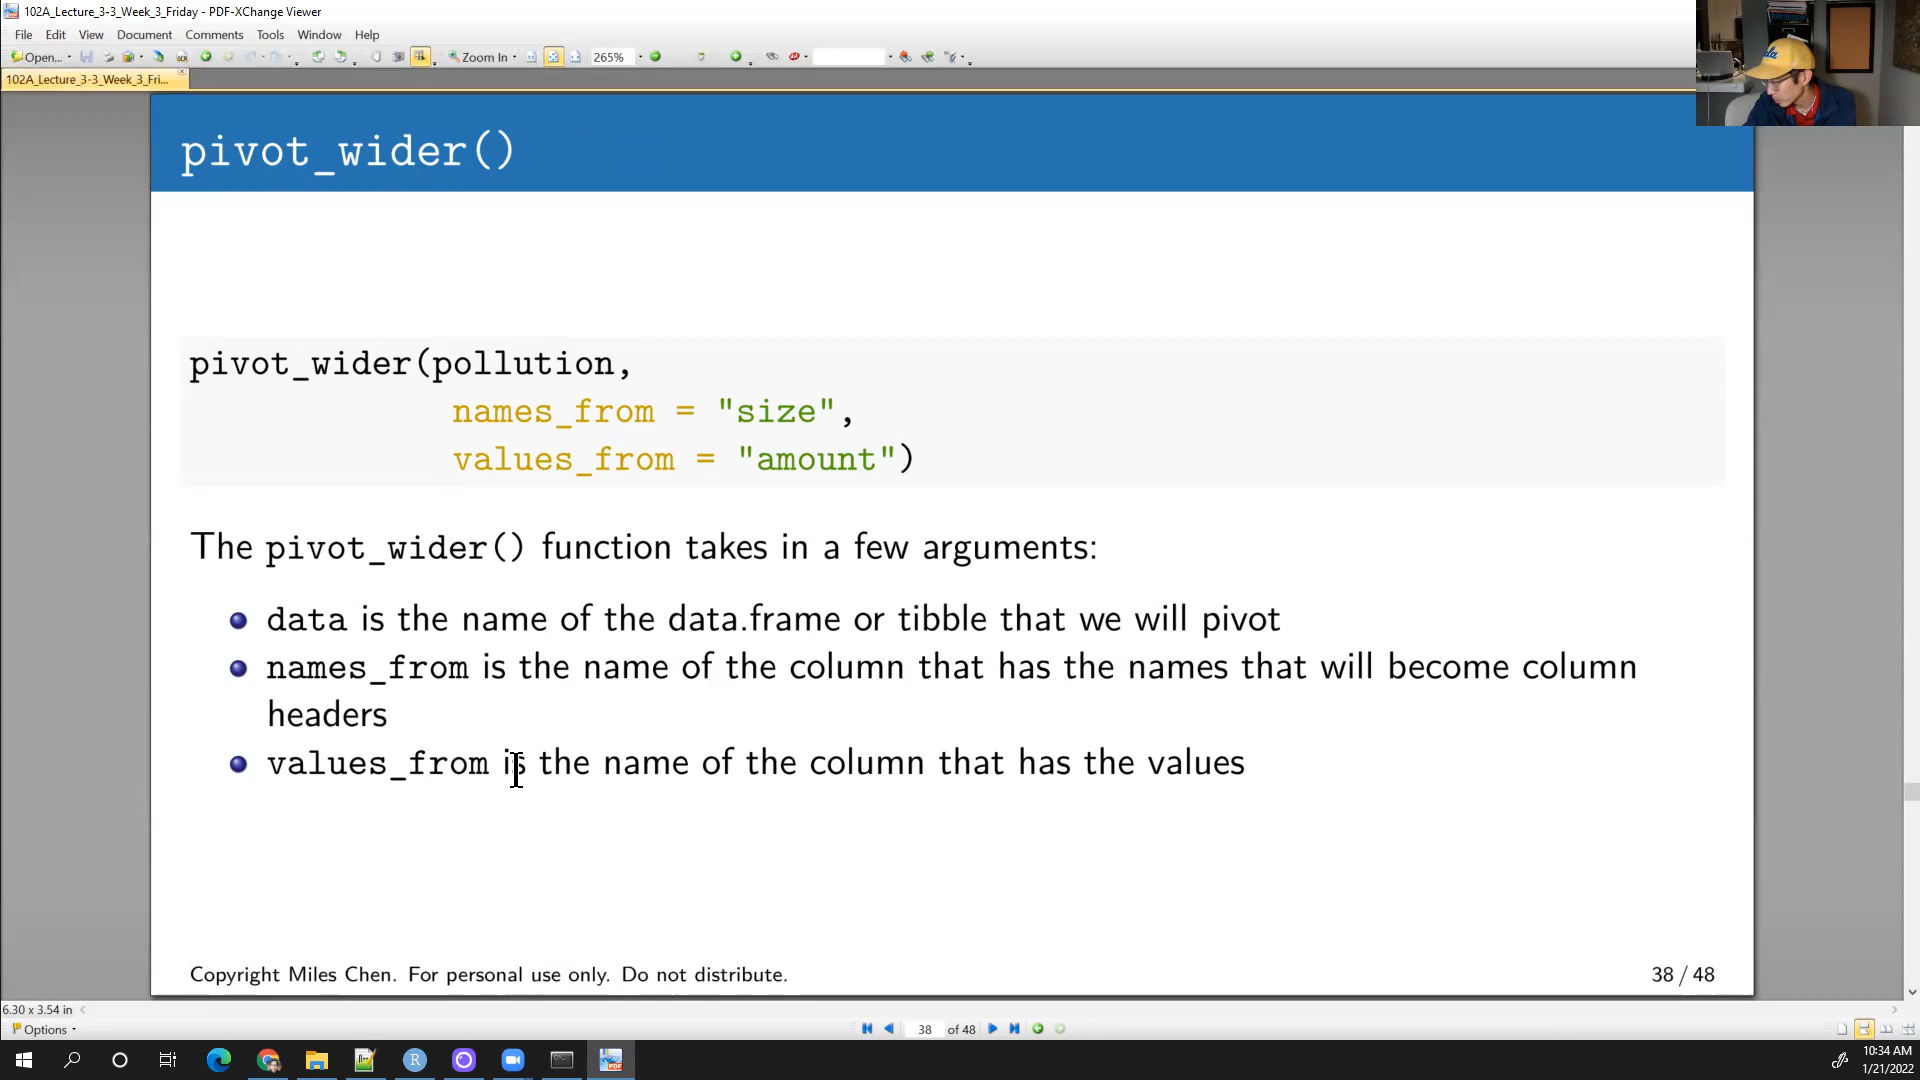 102A_Lecture_3-3_Week_3_Friday - PDF-XChange Viewer
File Edit View Document Comments Tools Window Help
Open... Zoom In 265%
102A_Lecture_3-3_Week_3_Fri...
pivot_wider()
pivot_wider(pollution,
names_from = "size",
values_from = "amount")
The pivot_wider() function takes in a few arguments:
data is the name of the data.frame or tibble that we will pivot
names_from is the name of the column that has the names that will become column
headers
values_from is the name of the column that has the values
Copyright Miles Chen. For personal use only. Do not distribute. 38 / 48
6.30 x 3.54 in
Options 38 of 48
10:34 AM
1/21/2022